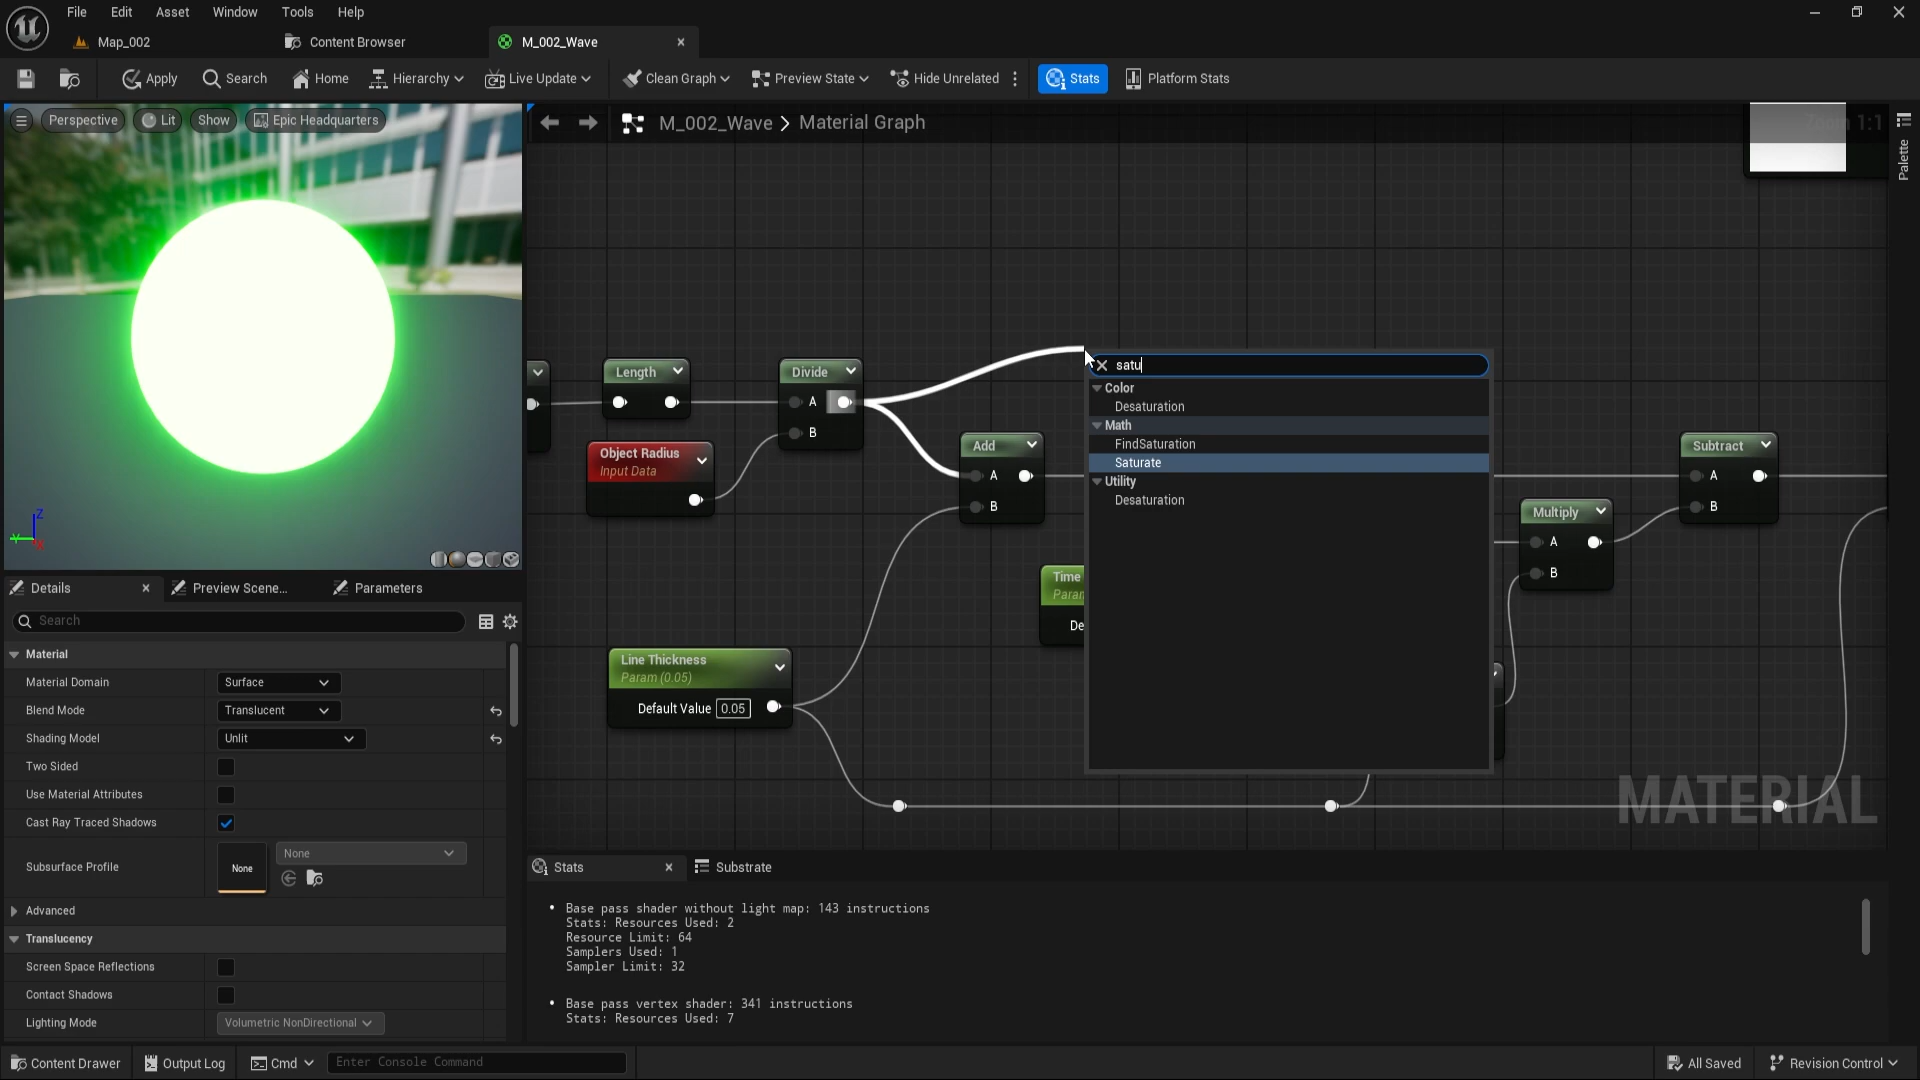 File Edit Asset Window Tools Help
Map_002 Content Browser M_002_Wave
Apply Search Home Hierarchy Live Update Clean Graph Preview State Hide Unrelated Stats Platform Stats
Perspective Lit Show Epic Headquarters
M_002_Wave > Material Graph
Zoom 1:1
Palette
Length
Divide
A
B
Object Radius
Input Data
Add
A
B
satu
Color
Desaturation
Math
FindSaturation
Saturate
Utility
Desaturation
Subtract
A
B
Multiply
A
B
Time
Line Thickness
Param (0.05)
Default Value 0.05
MATERIAL
Z
Details Preview Scene... Parameters
Search
Material
Material Domain Surface
Blend Mode Translucent
Shading Model Unlit
Two Sided
Use Material Attributes
Cast Ray Traced Shadows
Subsurface Profile None None
Advanced
Translucency
Screen Space Reflections
Contact Shadows
Lighting Mode Volumetric NonDirectional
Stats Substrate
• Base pass shader without light map: 143 instructions
Stats: Resources Used: 2
Resource Limit: 64
Samplers Used: 1
Sampler Limit: 32
• Base pass vertex shader: 341 instructions
Stats: Resources Used: 7
Content Drawer Output Log Cmd Enter Console Command All Saved Revision Control